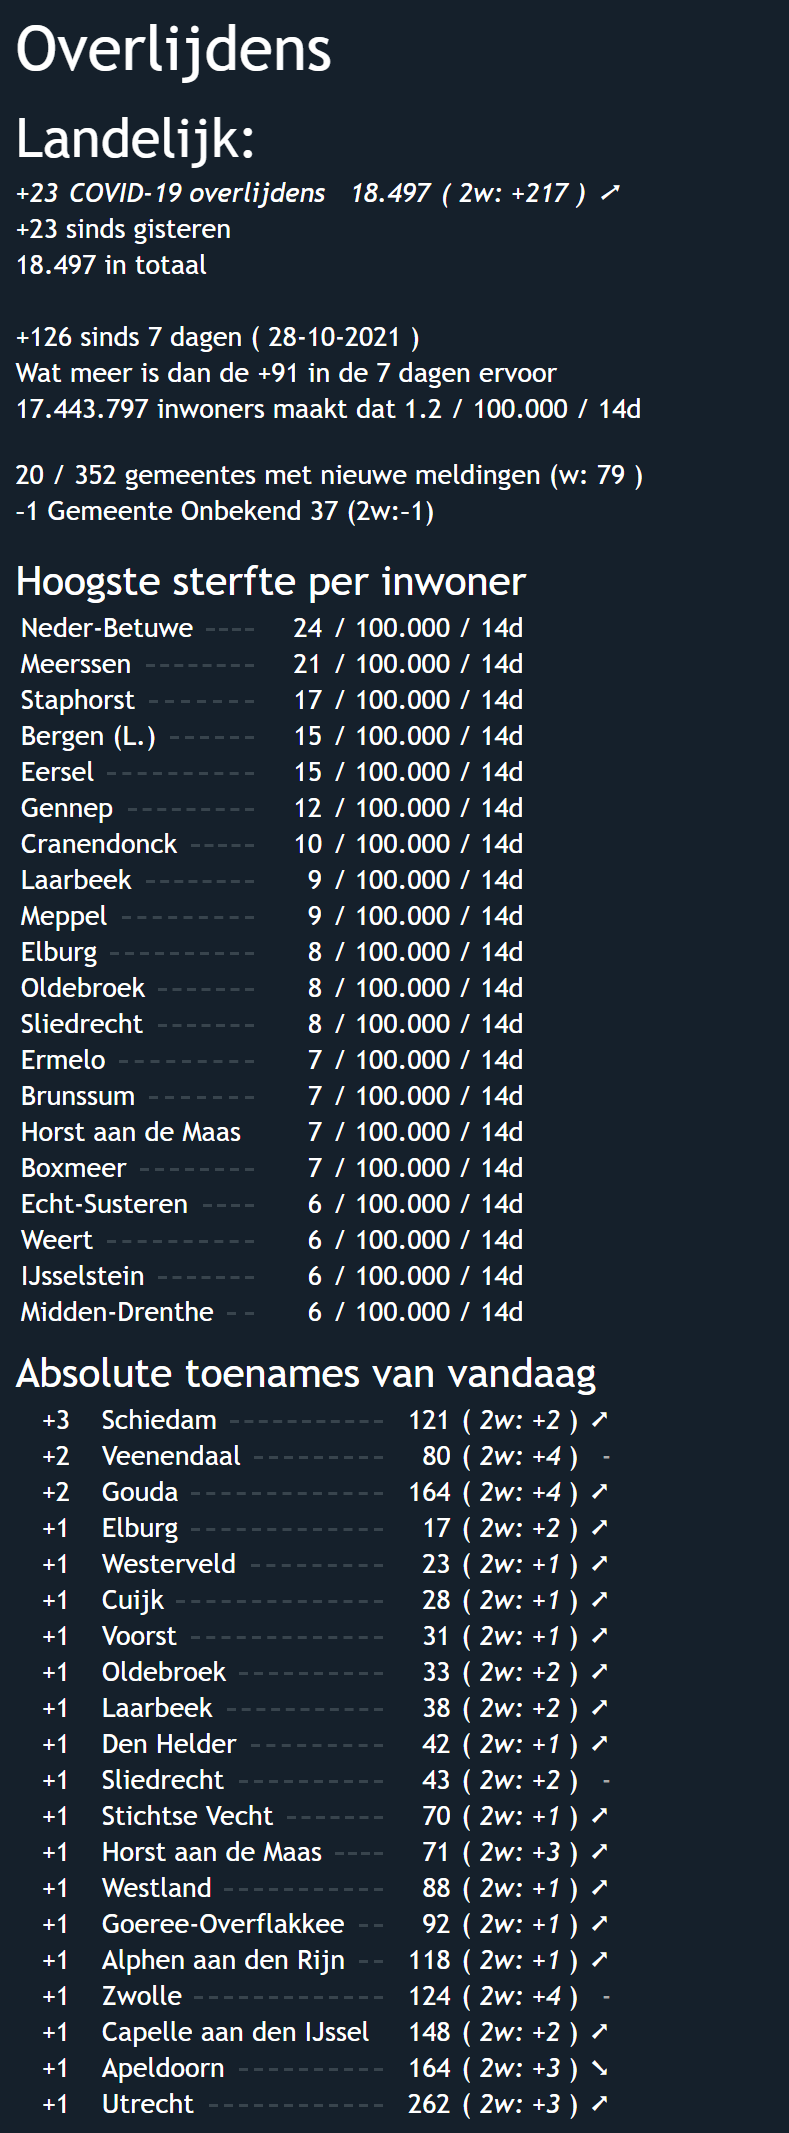 Overlijdens
Landelijk:
+23 COVID-19 overlijdens 18.497 ( 2w: +217 ) ➚
+23 sinds gisteren
18.497 in totaal
+126 sinds 7 dagen ( 28-10-2021 )
Wat meer is dan de +91 in de 7 dagen ervoor
17.443.797 inwoners maakt dat 1.2 / 100.000 / 14d
20 / 352 gemeentes met nieuwe meldingen (w: 79 )
-1 Gemeente Onbekend 37 (2w:-1)
Hoogste sterfte per inwoner
Neder-Betuwe ---- 24 / 100.000 / 14d
Meerssen ------- 21 / 100.000 / 14d
Staphorst ------- 17 / 100.000 / 14d
Bergen (L.) ------ 15 / 100.000 / 14d
Eersel ---------- 15 / 100.000 / 14d
Gennep --------- 12 / 100.000 / 14d
Cranendonck ----- 10 / 100.000 / 14d
Laarbeek ------- 9 / 100.000 / 14d
Meppel --------- 9 / 100.000 / 14d
Elburg ---------- 8 / 100.000 / 14d
Oldebroek ------- 8 / 100.000 / 14d
Sliedrecht ------- 8 / 100.000 / 14d
Ermelo --------- 7 / 100.000 / 14d
Brunssum ------- 7 / 100.000 / 14d
Horst aan de Maas 7 / 100.000 / 14d
Boxmeer -------- 7 / 100.000 / 14d
Echt-Susteren ---- 6 / 100.000 / 14d
Weert ---------- 6 / 100.000 / 14d
IJsselstein ------- 6 / 100.000 / 14d
Midden-Drenthe -- 6 / 100.000 / 14d
Absolute toenames van vandaag
+3 Schiedam ----------- 121 ( 2w: +2 ) ➚
+2 Veenendaal --------- 80 ( 2w: +4 ) -
+2 Gouda ------------- 164 ( 2w: +4 ) ➚
+1 Elburg ------------- 17 ( 2w: +2 ) ➚
+1 Westerveld --------- 23 ( 2w: +1 ) ➚
+1 Cuijk -------------- 28 ( 2w: +1 ) ➚
+1 Voorst ------------- 31 ( 2w: +1 ) ➚
+1 Oldebroek ---------- 33 ( 2w: +2 ) ➚
+1 Laarbeek ----------- 38 ( 2w: +2 ) ➚
+1 Den Helder --------- 42 ( 2w: +1 ) ➚
+1 Sliedrecht ---------- 43 ( 2w: +2 ) -
+1 Stichtse Vecht ------- 70 ( 2w: +1 ) ➚
+1 Horst aan de Maas ---- 71 ( 2w: +3 ) ➚
+1 Westland ----------- 88 ( 2w: +1 ) ➚
+1 Goeree-Overflakkee -- 92 ( 2w: +1 ) ➚
+1 Alphen aan den Rijn -- 118 ( 2w: +1 ) ➚
+1 Zwolle ------------- 124 ( 2w: +4 ) -
+1 Capelle aan den IJssel 148 ( 2w: +2 ) ➚
+1 Apeldoorn ---------- 164 ( 2w: +3 ) ➘
+1 Utrecht ------------ 262 ( 2w: +3 ) ➚